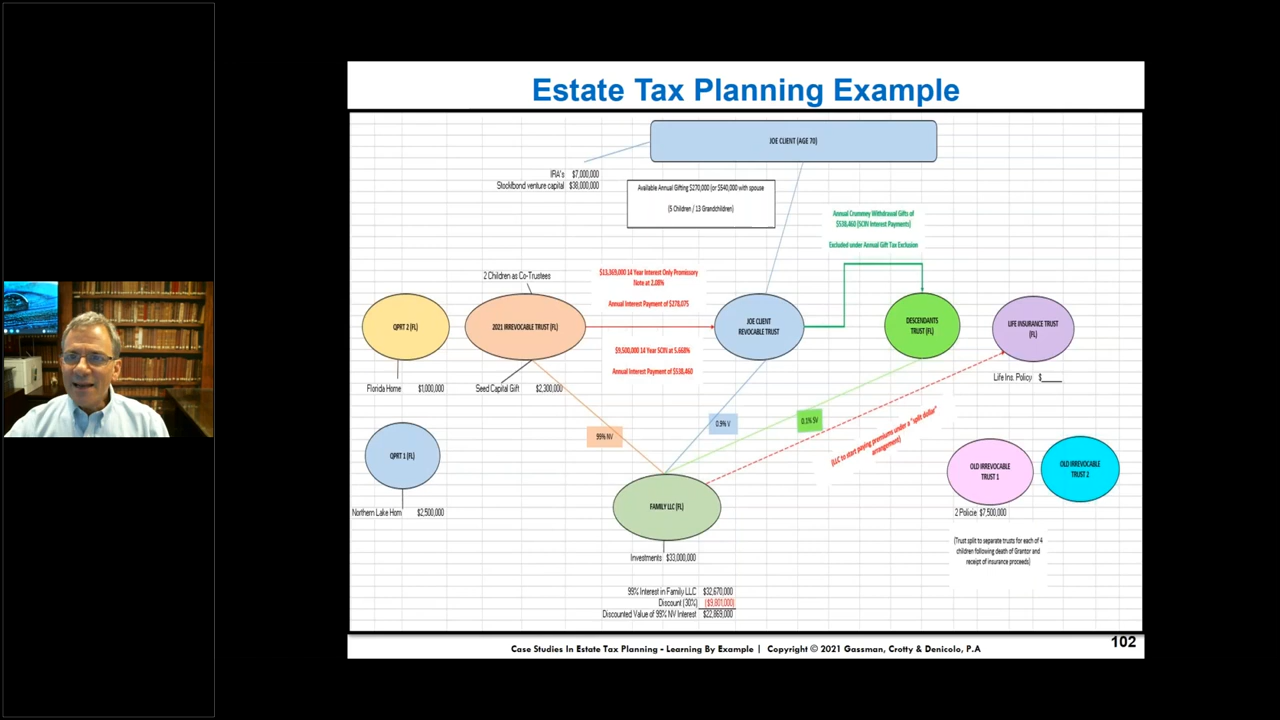 Estate Tax Planning Example
JOE CLIENT (AGE 70)
IRA's $7,000,000
Stock/bond venture capital $38,000,000
Available Annual Gifting $270,000 (or $540,000 with spouse
(5 Children / 13 Grandchildren)
Annual Crummey Withdrawal Gifts of
$538,460 (SCIN Interest Payments)
Excluded under Annual Gift Tax Exclusion
2 Children as Co-Trustees
$13,369,000 14 Year Interest Only Promissory
Note at 2.08%
Annual Interest Payment of $278,075
QPRT 2 (FL)
2021 IRREVOCABLE TRUST (FL)
JOE CLIENT
REVOCABLE TRUST
DESCENDANTS
TRUST (FL)
LIFE INSURANCE TRUST
(FL)
$9,500,000 14 Year SCIN at 5.668%
Annual Interest Payment of $538,460
Florida Home $1,000,000
Seed Capital Gift $2,300,000
Life Ins. Policy $_____
99% NV
0.9% V
0.1% SV
(LLC to start paying premiums under a "split dollar"
arrangement)
QPRT 1 (FL)
OLD IRREVOCABLE
TRUST 1
OLD IRREVOCABLE
TRUST 2
Northern Lake Hom $2,500,000
FAMILY LLC (FL)
2 Policie $7,500,000
(Trust split to separate trusts for each of 4
children following death of Grantor and
receipt of insurance proceeds)
Investments $33,000,000
99% Interest in Family LLC $32,670,000
Discount (30%) ($9,801,000)
Discounted Value of 99% NV Interest $22,869,000
102
Case Studies In Estate Tax Planning - Learning By Example | Copyright © 2021 Gassman, Crotty & Denicolo, P.A